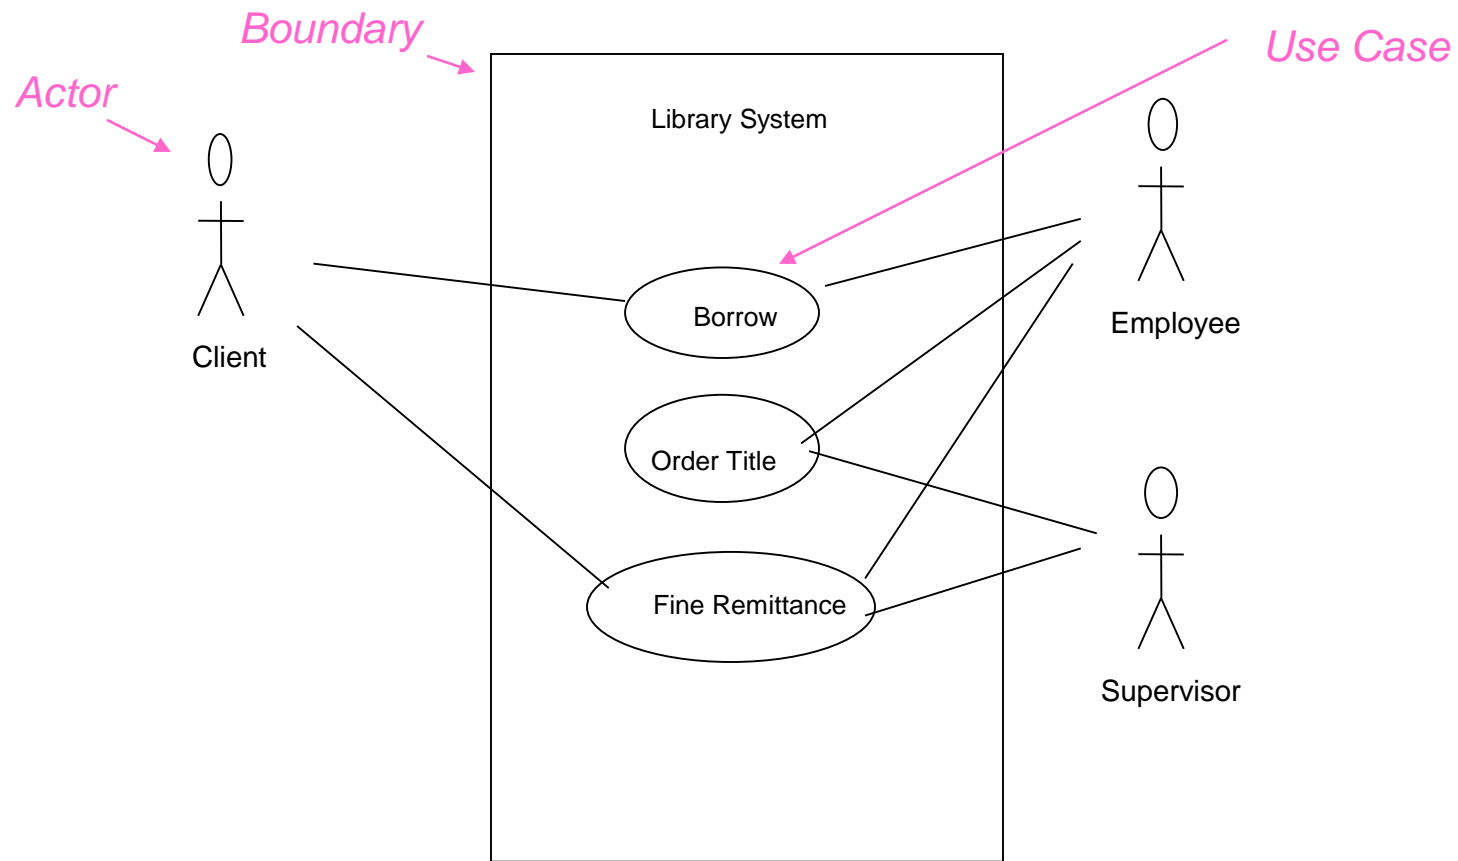 Boundary
Use Case
Actor
Library System
Borrow
Employee
Client
Order Title
Fine Remittance
Supervisor